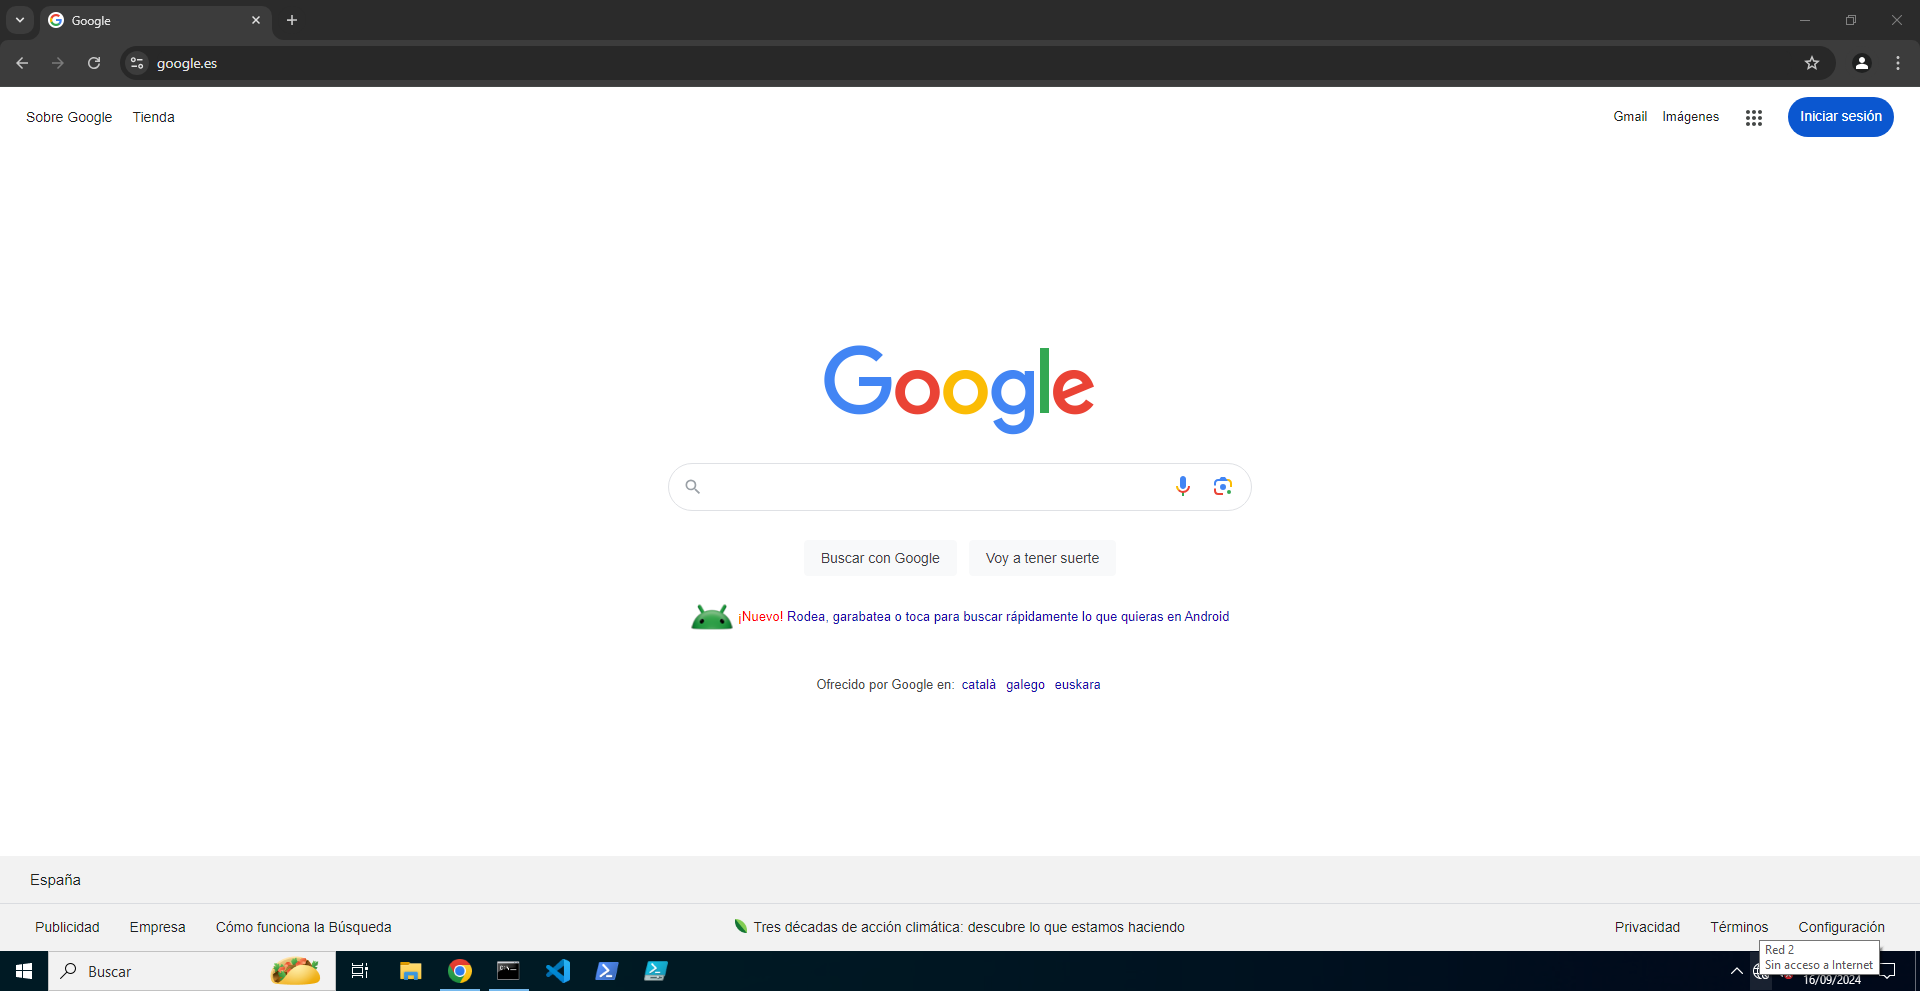 Google
google.es
Sobre Google Tienda
Gmail Imágenes Iniciar sesión
Google
Buscar con Google Voy a tener suerte
¡Nuevo! Rodea, garabatea o toca para buscar rápidamente lo que quieras en Android
Ofrecido por Google en: català galego euskara
España
Publicidad Empresa Cómo funciona la Búsqueda Tres décadas de acción climática: descubre lo que estamos haciendo Privacidad Términos Configuración
Red 2
Sin acceso a Internet
Buscar
16/09/2024